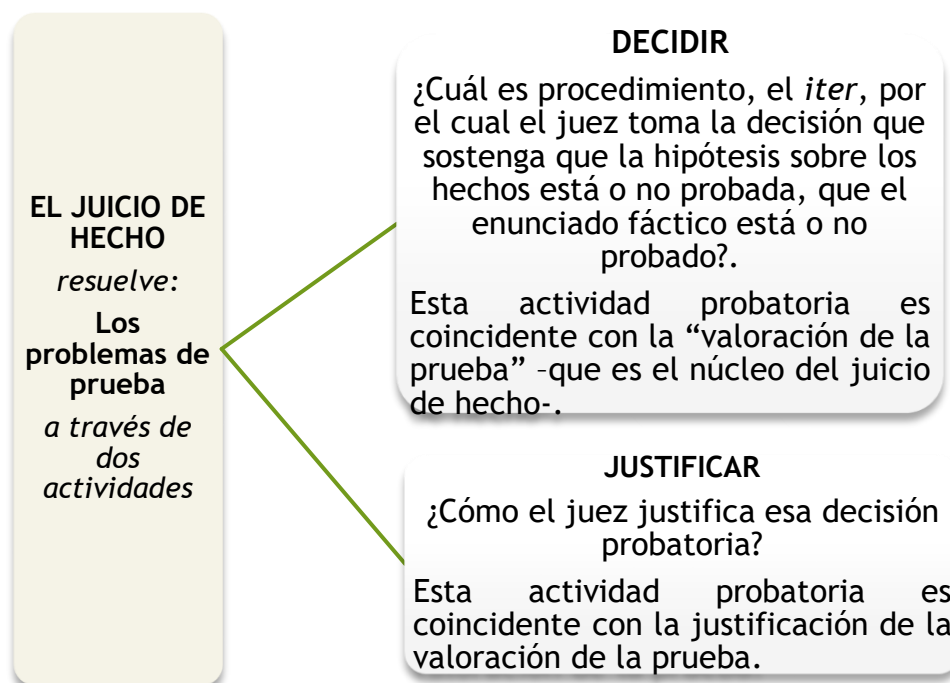 EL JUICIO DE
HECHO
resuelve:
Los
problemas de
prueba
a través de
dos
actividades
DECIDIR
¿Cuál es procedimiento, el iter, por
el cual el juez toma la decisión que
sostenga que la hipótesis sobre los
hechos está o no probada, que el
enunciado fáctico está o no
probado?.
Esta actividad probatoria es
coincidente con la “valoración de la
prueba” –que es el núcleo del juicio
de hecho-.
JUSTIFICAR
¿Cómo el juez justifica esa decisión
probatoria?
Esta actividad probatoria es
coincidente con la justificación de la
valoración de la prueba.